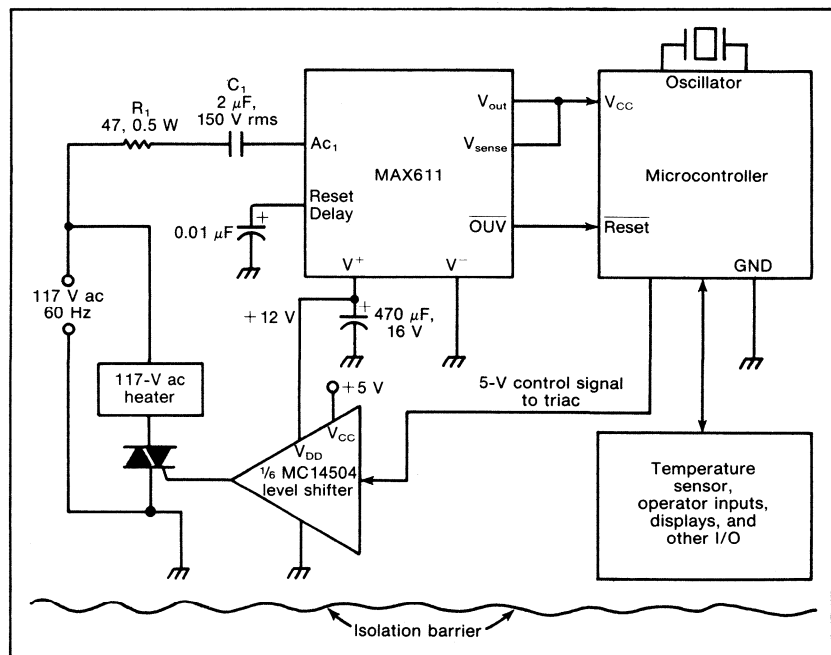 Oscillator
C₁
2 μF,
150 V rms
R₁
47, 0.5 W
Ac₁
Reset
Delay
0.01 μF
+
MAX611
Vout
Vsense
OUV
V⁺
V⁻
VCC
Microcontroller
Reset
GND
117 V ac
60 Hz
+12 V
+
470 μF,
16 V
117-V ac
heater
+5 V
VCC
VDD
1/6 MC14504
level shifter
5-V control signal
to triac
Temperature
sensor,
operator inputs,
displays, and
other I/O
Isolation barrier